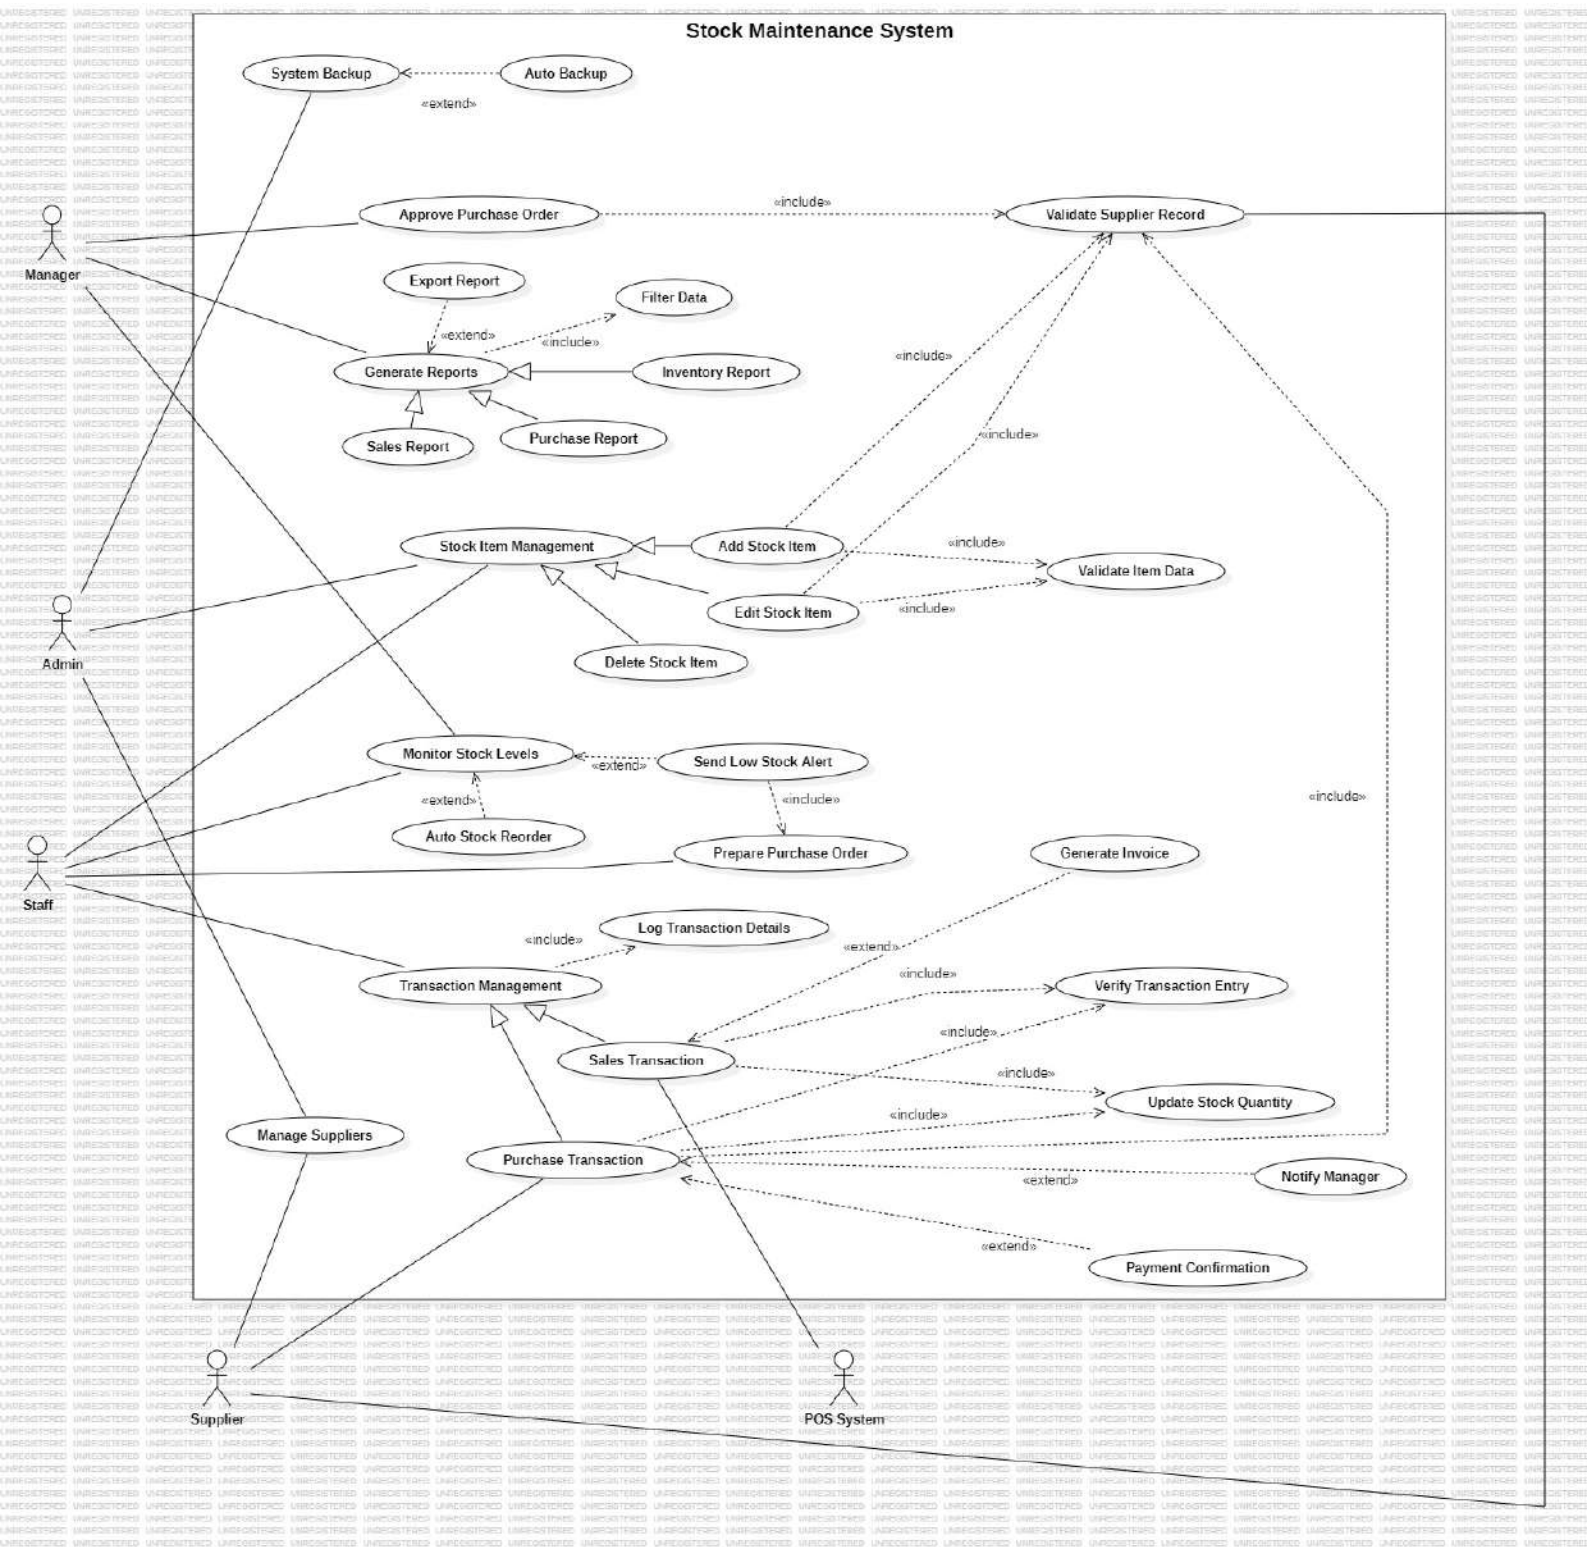 Stock Maintenance System
System Backup
Auto Backup
«extend»
Approve Purchase Order
«include»
Validate Supplier Record
Manager
Export Report
Filter Data
«extend»
«include»
Generate Reports
Inventory Report
«include»
Sales Report
Purchase Report
«include»
Stock Item Management
Add Stock Item
«include»
Validate Item Data
Edit Stock Item
«include»
Admin
Delete Stock Item
Monitor Stock Levels
«extend»
Send Low Stock Alert
«extend»
«include»
«include»
Auto Stock Reorder
Prepare Purchase Order
Generate Invoice
Staff
Log Transaction Details
«include»
«extend»
Transaction Management
«include»
Verify Transaction Entry
«include»
Sales Transaction
«include»
Update Stock Quantity
«include»
Manage Suppliers
Purchase Transaction
«extend»
Notify Manager
«extend»
Payment Confirmation
Supplier
POS System
UNREGISTERED